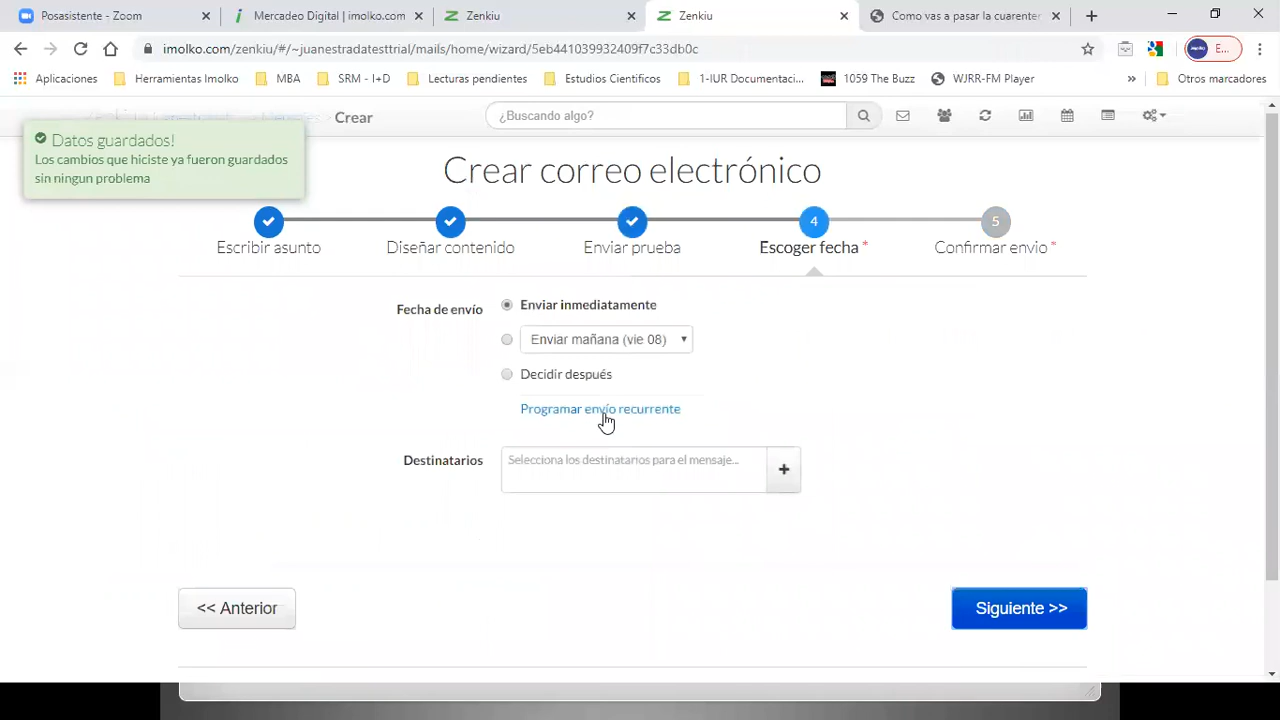 Posasistente - Zoom
Mercadeo Digital | imolko.com
Zenkiu
Zenkiu
Como vas a pasar la cuarenter
imolko.com/zenkiu/#/~juanestradatesttrial/mails/home/wizard/5eb441039932409f7c33db0c
E...
Aplicaciones
Herramientas Imolko
MBA
SRM - I+D
Lecturas pendientes
Estudios Cientificos
1-IUR Documentaci...
1059 The Buzz
WJRR-FM Player
»
Otros marcadores
Crear
¿Buscando algo?
Datos guardados!
Los cambios que hiciste ya fueron guardados
sin ningun problema
Crear correo electrónico
4
5
Escribir asunto
Diseñar contenido
Enviar prueba
Escoger fecha *
Confirmar envio *
Fecha de envío
Enviar inmediatamente
Enviar mañana (vie 08)
Decidir después
Programar envío recurrente
Destinatarios
Selecciona los destinatarios para el mensaje...
+
<< Anterior
Siguiente >>